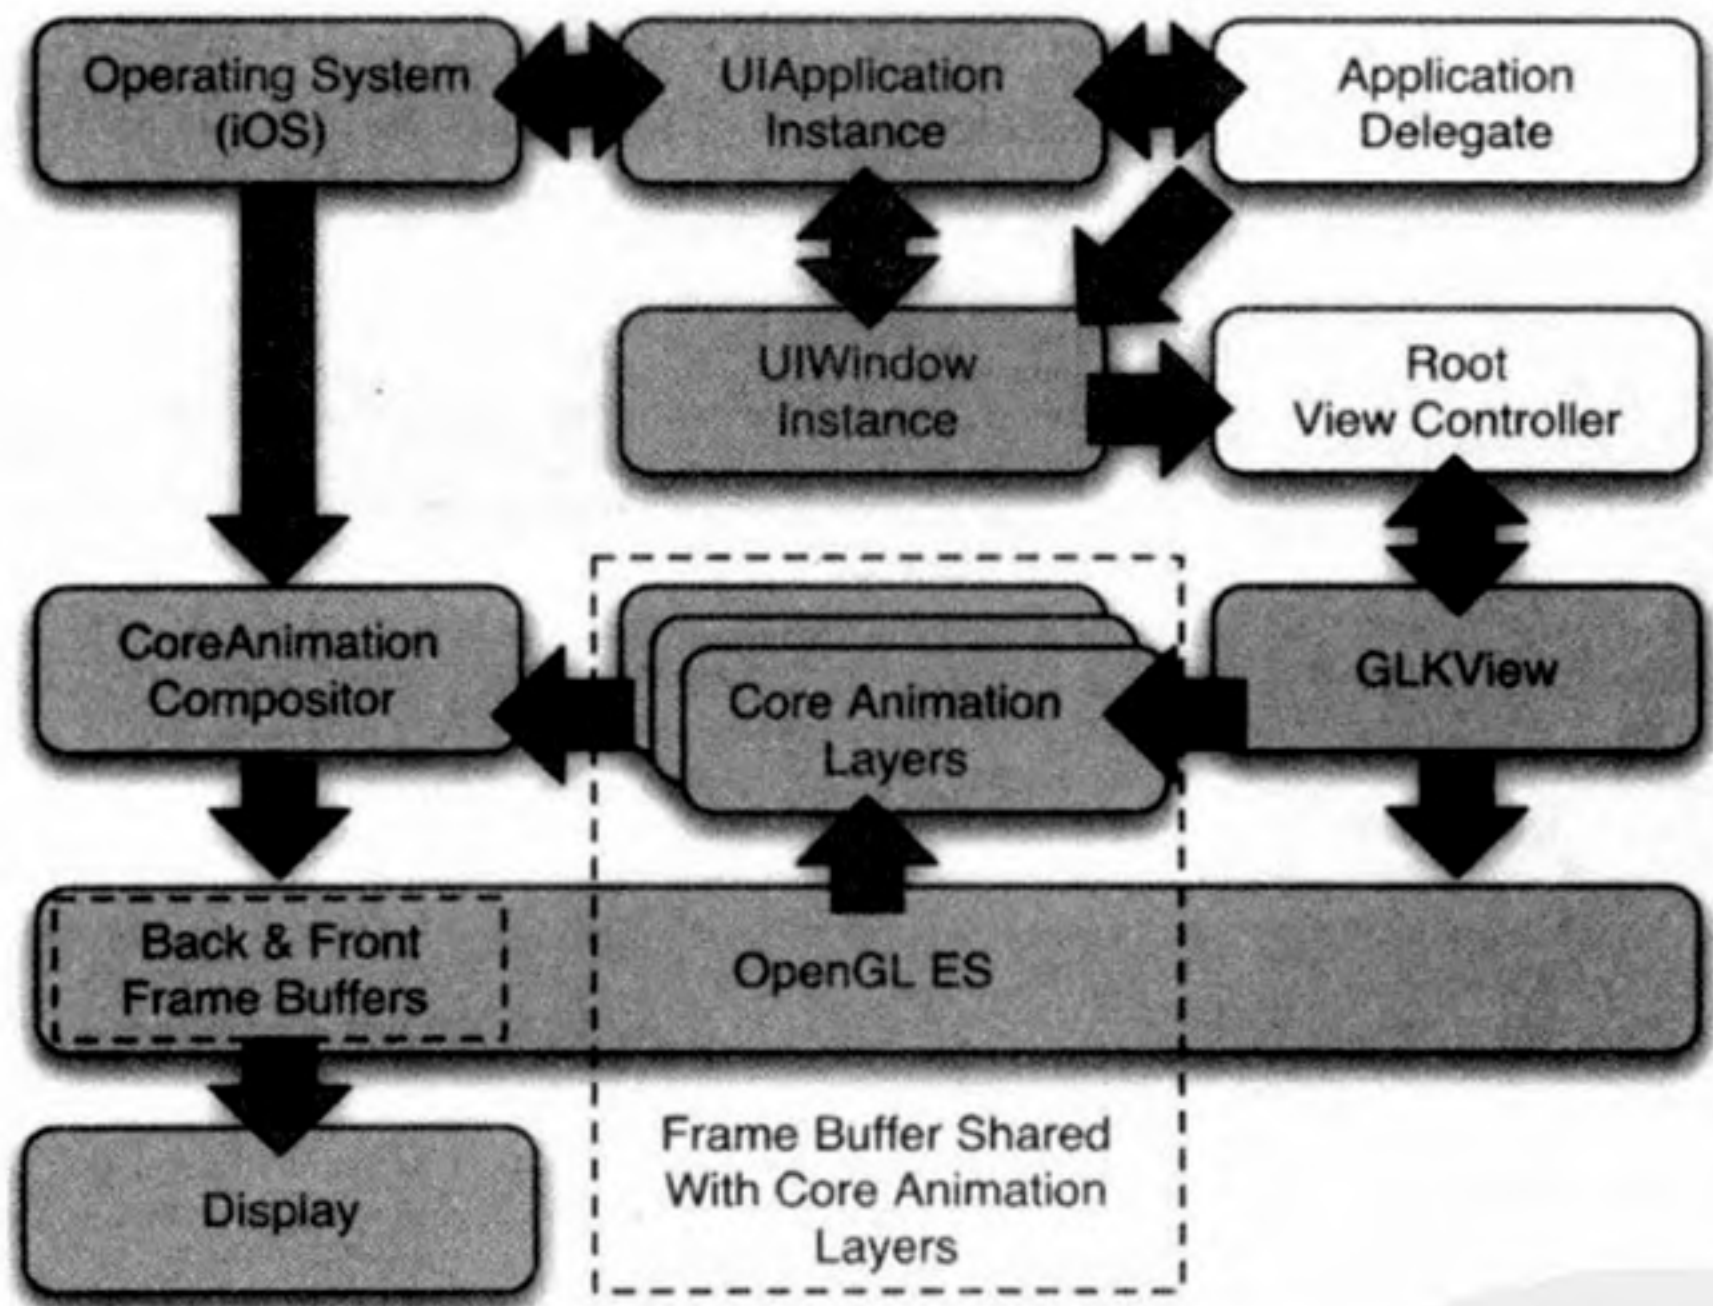 Operating System
(iOS)
UIApplication
Instance
Application
Delegate
UIWindow
Instance
Root
View Controller
CoreAnimation
Compositor
Core Animation
Layers
GLKView
Back & Front
Frame Buffers
OpenGL ES
Frame Buffer Shared
With Core Animation
Layers
Display